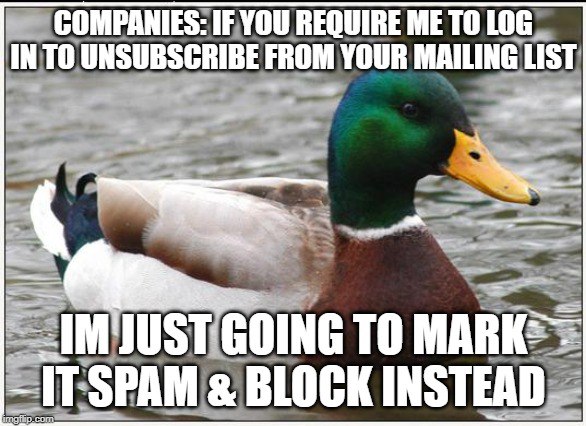 COMPANIES: IF YOU REQUIRE ME TO LOG
IN TO UNSUBSCRIBE FROM YOUR MAILING LIST
IM JUST GOING TO MARK
IT SPAM & BLOCK INSTEAD
imgflip.com